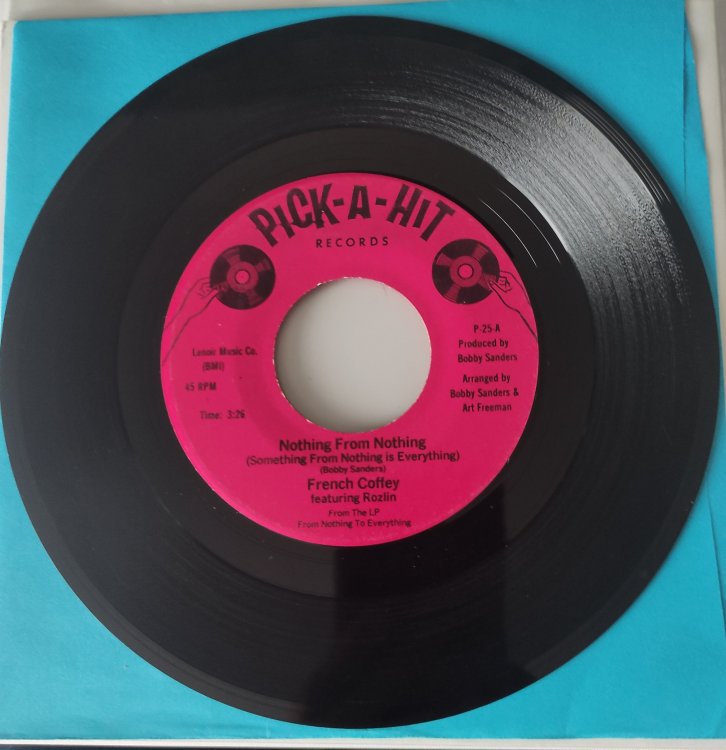 PiCK-A-HiT
RECORDS
Lenoir Music Co.
(BMI)
45 RPM
Time: 3:26
P-25-A
Produced by
Bobby Sanders
Arranged by
Bobby Sanders &
Art Freeman
Nothing From Nothing
(Something From Nothing is Everything)
(Bobby Sanders)
French Coffey
featuring Rozlin
From The LP
From Nothing To Everything